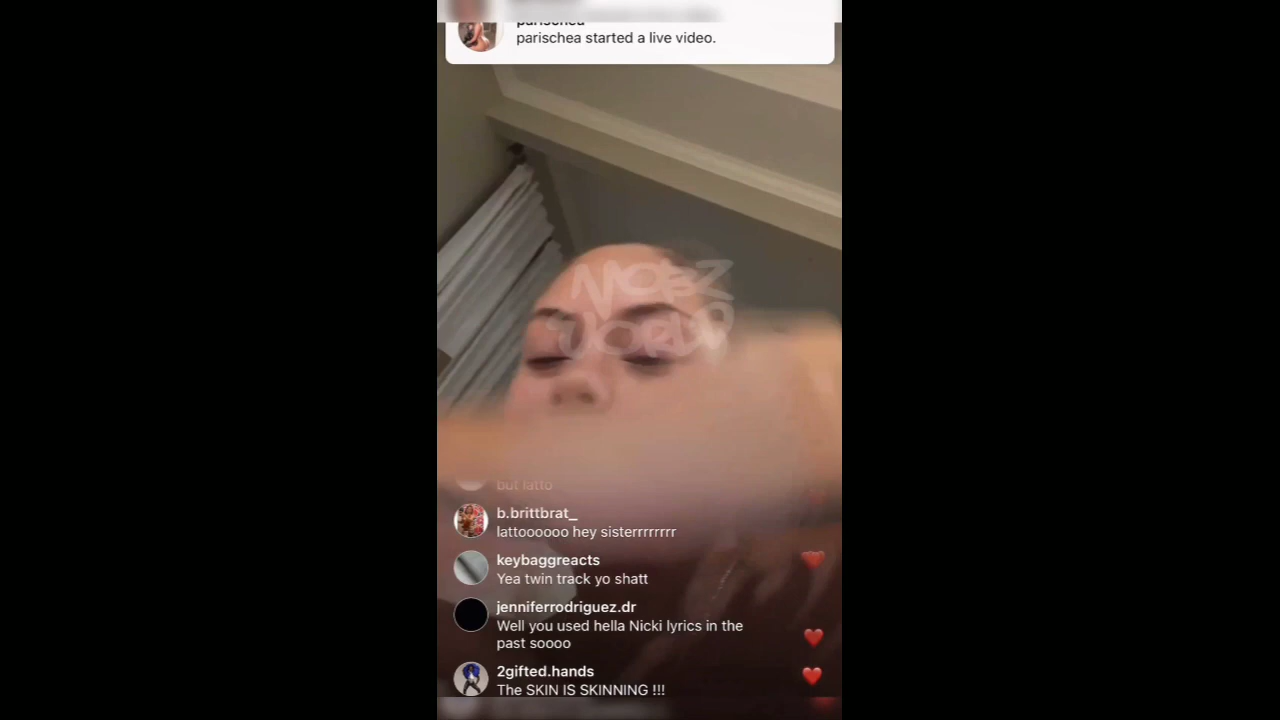 parischea
parischea started a live video.
but latto
b.brittbrat_
lattoooooo hey sisterrrrrrrr
keybaggreacts
Yea twin track yo shatt
jenniferrodriguez.dr
Well you used hella Nicki lyrics in the
past soooo
2gifted.hands
The SKIN IS SKINNING !!!